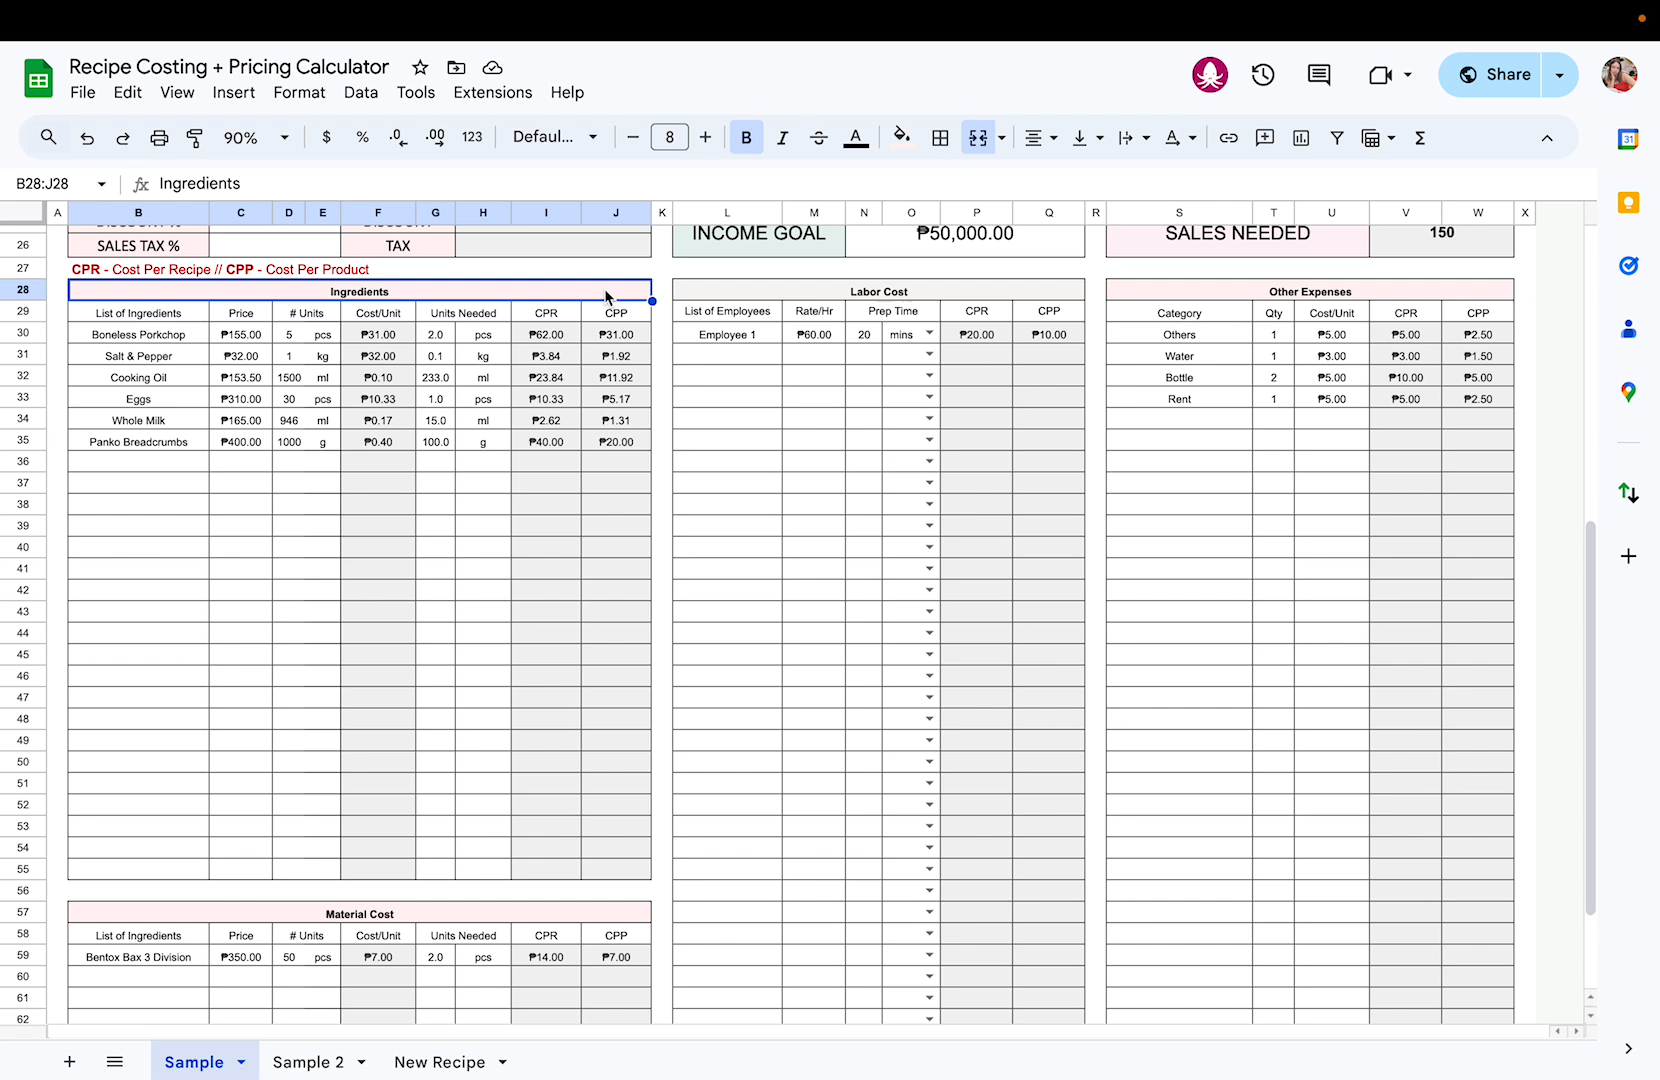 Recipe Costing + Pricing Calculator
File Edit View Insert Format Data Tools Extensions Help
Share
90% $ % .0 .00 123 Defaul... − 8 + B I S A Σ
B28:J28 fx Ingredients
A B C D E F G H I J K L M N O P Q R S T U V W X
26 SALES TAX % TAX INCOME GOAL ₱50,000.00 SALES NEEDED 150
27 CPR - Cost Per Recipe // CPP - Cost Per Product
28 Ingredients Labor Cost Other Expenses
29 List of Ingredients Price # Units Cost/Unit Units Needed CPR CPP List of Employees Rate/Hr Prep Time CPR CPP Category Qty Cost/Unit CPR CPP
30 Boneless Porkchop ₱155.00 5 pcs ₱31.00 2.0 pcs ₱62.00 ₱31.00 Employee 1 ₱60.00 20 mins ₱20.00 ₱10.00 Others 1 ₱5.00 ₱5.00 ₱2.50
31 Salt & Pepper ₱32.00 1 kg ₱32.00 0.1 kg ₱3.84 ₱1.92 Water 1 ₱3.00 ₱3.00 ₱1.50
32 Cooking Oil ₱153.50 1500 ml ₱0.10 233.0 ml ₱23.84 ₱11.92 Bottle 2 ₱5.00 ₱10.00 ₱5.00
33 Eggs ₱310.00 30 pcs ₱10.33 1.0 pcs ₱10.33 ₱5.17 Rent 1 ₱5.00 ₱5.00 ₱2.50
34 Whole Milk ₱165.00 946 ml ₱0.17 15.0 ml ₱2.62 ₱1.31
35 Panko Breadcrumbs ₱400.00 1000 g ₱0.40 100.0 g ₱40.00 ₱20.00
36
37
38
39
40
41
42
43
44
45
46
47
48
49
50
51
52
53
54
55
56
57 Material Cost
58 List of Ingredients Price # Units Cost/Unit Units Needed CPR CPP
59 Bentox Bax 3 Division ₱350.00 50 pcs ₱7.00 2.0 pcs ₱14.00 ₱7.00
60
61
62
Sample Sample 2 New Recipe
31